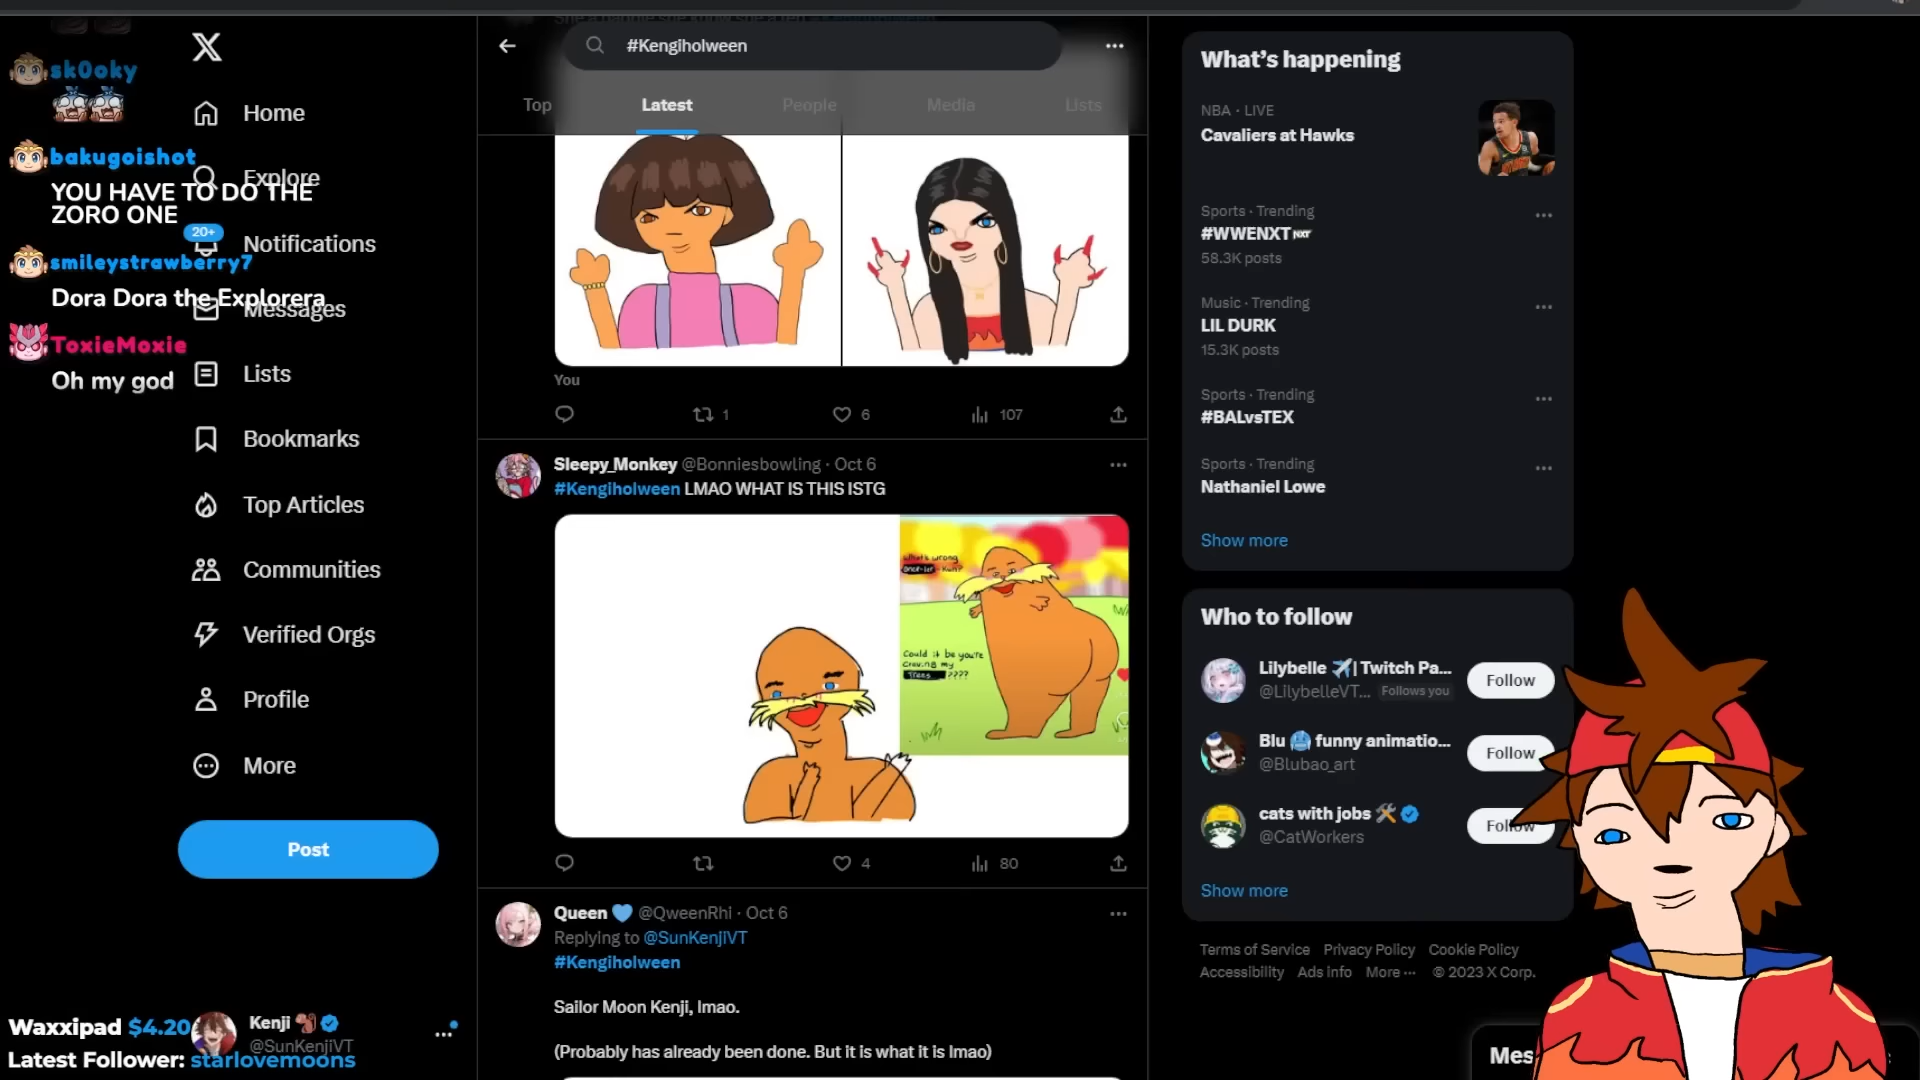 sk0oky
bakugoishot
YOU HAVE TO DO THE
ZORO ONE
smileystrawberry7
Dora Dora the Explorera
ToxieMoxie
Oh my god
Home
Explore
20+
Notifications
Messages
Lists
Bookmarks
Top Articles
Communities
Verified Orgs
Profile
More
Post
Waxxipad $4.20
Kenji
@SunKenjiVT
Latest Follower: starlovemoons
#Kengiholween
Top
Latest
People
Media
Lists
You
1
6
107
Sleepy_Monkey @Bonniesbowling · Oct 6
#Kengiholween LMAO WHAT IS THIS ISTG
what's wrong
Once-ler-kun?
Could it be you're
craving my
Trees ????
4
80
Queen @QweenRhi · Oct 6
Replying to @SunKenjiVT
#Kengiholween
Sailor Moon Kenji, lmao.
(Probably has already been done. But it is what it is lmao)
What's happening
NBA · LIVE
Cavaliers at Hawks
Sports · Trending
#WWENXT
58.3K posts
Music · Trending
LIL DURK
15.3K posts
Sports · Trending
#BALvsTEX
Sports · Trending
Nathaniel Lowe
Show more
Who to follow
Lilybelle | Twitch Pa...
@LilybelleVT... Follows you
Follow
Blu funny animatio...
@Blubao_art
Follow
cats with jobs
@CatWorkers
Follow
Show more
Terms of Service Privacy Policy Cookie Policy
Accessibility Ads info More ··· © 2023 X Corp.
Mes